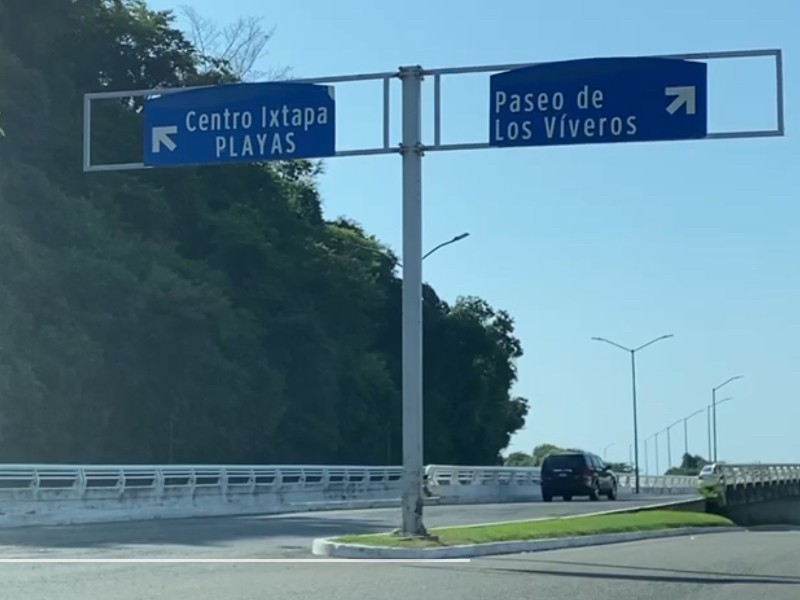 Centro Ixtapa
PLAYAS
Paseo de
Los Víveros